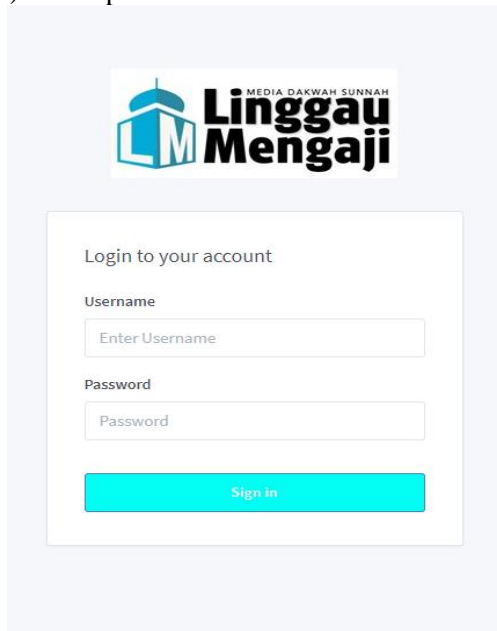 MEDIA DAKWAH SUNNAH
LM Linggau
Mengaji
Login to your account
Username
Enter Username
Password
Password
Sign in